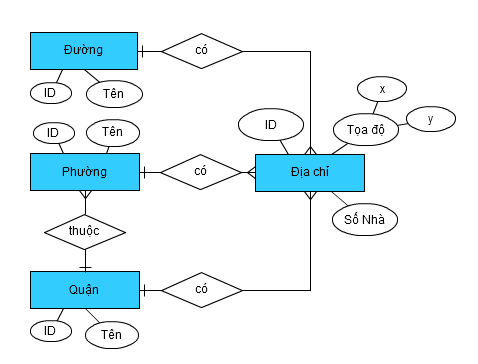 Đường
có
ID
Tên
x
y
ID
Tọa độ
ID
Tên
Phường
có
Địa chỉ
Số Nhà
thuộc
Quận
có
ID
Tên